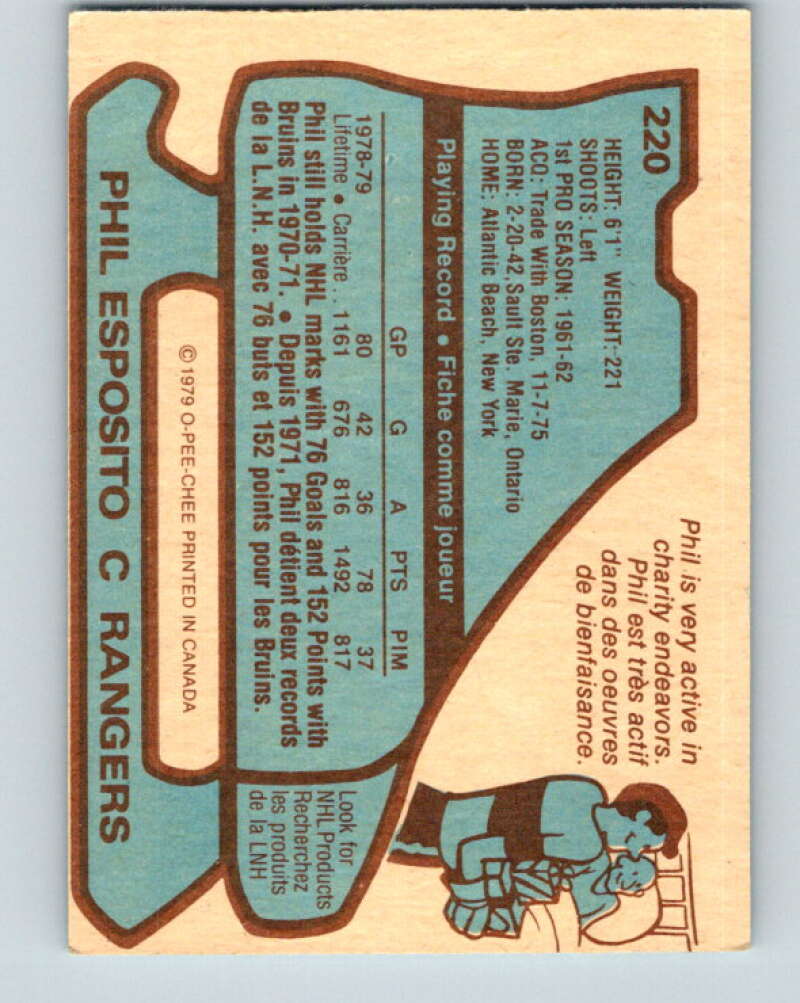 220
HEIGHT: 6'1" WEIGHT: 221
SHOOTS: Left
1st PRO SEASON: 1961-62
ACQ: Trade With Boston, 11-7-75
BORN: 2-20-42, Sault Ste. Marie, Ontario
HOME: Atlantic Beach, New York
Phil is very active in
charity endeavors.
Phil est très actif
dans des oeuvres
de bienfaisance.
Playing Record • Fiche comme joueur
GP G A PTS PIM
1978-79 80 42 36 78 37
Lifetime • Carrière . . 1161 676 816 1492 817
Phil still holds NHL marks with 76 Goals and 152 Points with
Bruins in 1970-71. • Depuis 1971, Phil détient deux records
de la L.N.H. avec 76 buts et 152 points pour les Bruins.
Look for
NHL Products
Recherchez
les produits
de la LNH
© 1979 O-PEE-CHEE PRINTED IN CANADA
PHIL ESPOSITO C RANGERS